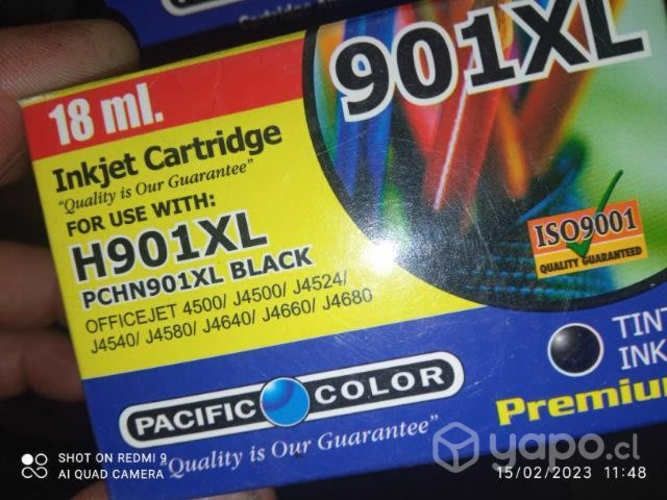 18 ml.
901XL
Inkjet Cartridge
"Quality is Our Guarantee"
FOR USE WITH:
H901XL
PCHN901XL BLACK
OFFICEJET 4500/ J4500/ J4524/
J4540/ J4580/ J4640/ J4660/ J4680
ISO9001
QUALITY GUARANTEED
TINT
INK
Premiu
PACIFIC COLOR
"Quality is Our Guarantee"
SHOT ON REDMI 9
AI QUAD CAMERA
yapo.cl
15/02/2023 11:48